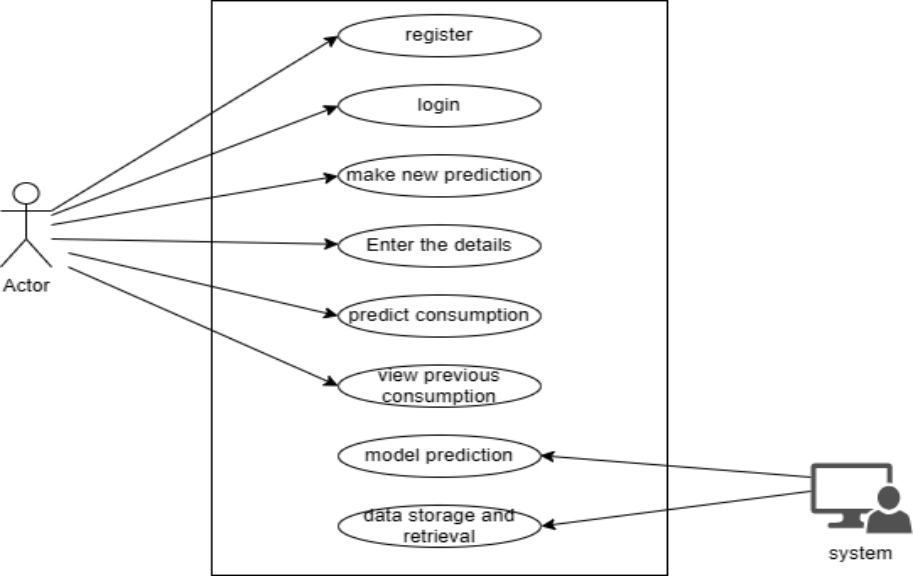 register
login
make new prediction
Enter the details
Actor
predict consumption
view previous
consumption
model prediction
data storage and
retrieval
system